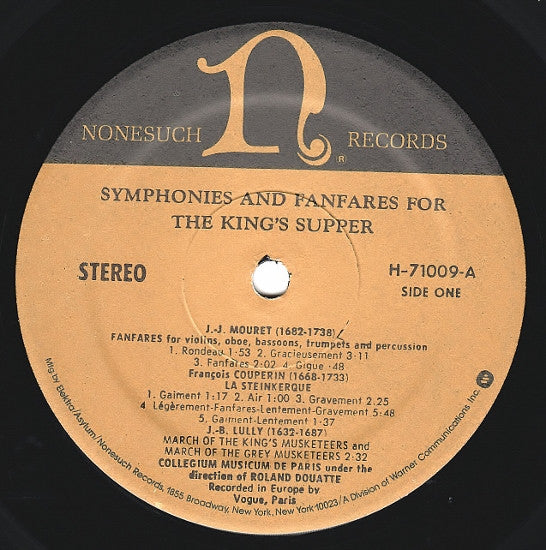 n
NONESUCH RECORDS
®
SYMPHONIES AND FANFARES FOR
THE KING'S SUPPER
STEREO
H-71009-A
SIDE ONE
J.-J. MOURET (1682-1738)
FANFARES for violins, oboe, bassoons, trumpets and percussion
1. Rondeau 1·53 2. Gracieusement 3·11
3. Fanfares 2:02 4. Gigue ·48
François COUPERIN (1668-1733)
LA STEINKERQUE
1. Gaiment 1:17 2. Air 1:00 3. Gravement 2.25
4 Légèrement-Fanfares-Lentement-Gravement 5:48
5. Gaiment-Lentement 1·37
J.-B. LULLY (1632-1687)
MARCH OF THE KING'S MUSKETEERS and
MARCH OF THE GREY MUSKETEERS 2·32
COLLEGIUM MUSICUM DE PARIS under the
direction of ROLAND DOUATTE
Recorded in Europe by
Vogue, Paris
Mfg by Elektra/Asylum/Nonesuch Records, 1855 Broadway, New York, New York 10023/A Division of Warner Communications Inc.